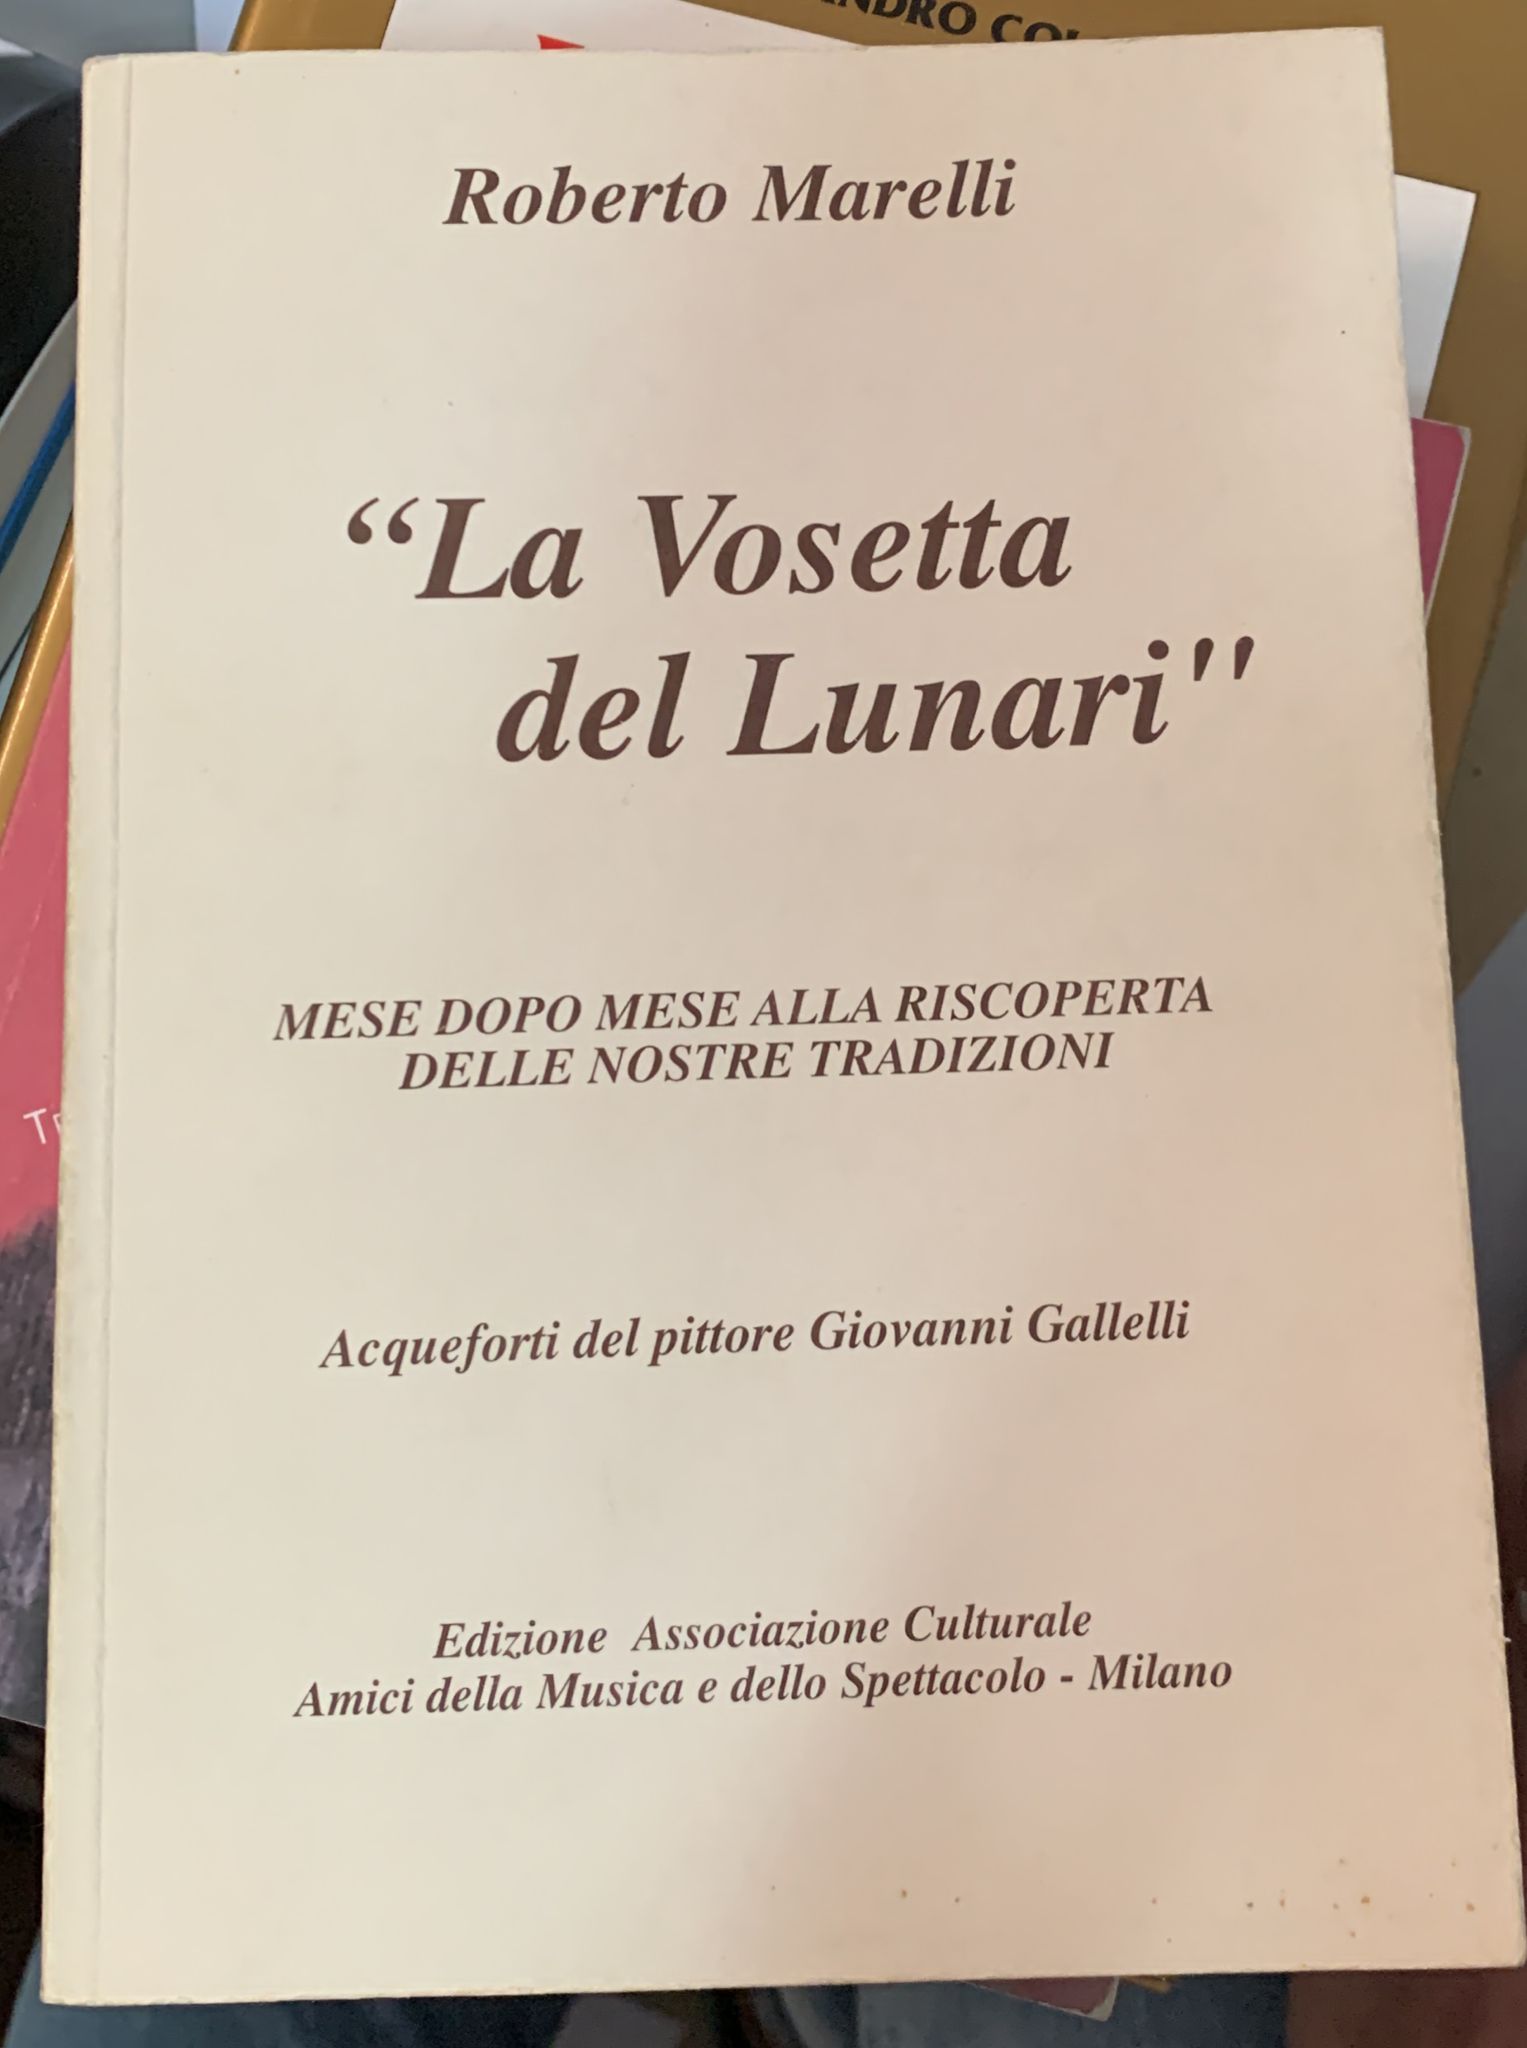 Roberto Marelli
“La Vosetta
del Lunari"
MESE DOPO MESE ALLA RISCOPERTA
DELLE NOSTRE TRADIZIONI
Acqueforti del pittore Giovanni Gallelli
Edizione Associazione Culturale
Amici della Musica e dello Spettacolo - Milano